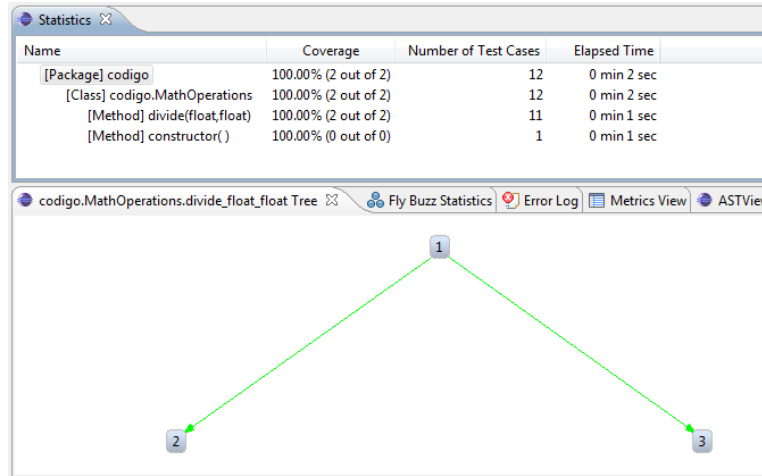 Statistics
Name Coverage Number of Test Cases Elapsed Time
[Package] codigo 100.00% (2 out of 2) 12 0 min 2 sec
[Class] codigo.MathOperations 100.00% (2 out of 2) 12 0 min 2 sec
[Method] divide(float,float) 100.00% (2 out of 2) 11 0 min 1 sec
[Method] constructor( ) 100.00% (0 out of 0) 1 0 min 1 sec
codigo.MathOperations.divide_float_float Tree Fly Buzz Statistics Error Log Metrics View
1
2 3